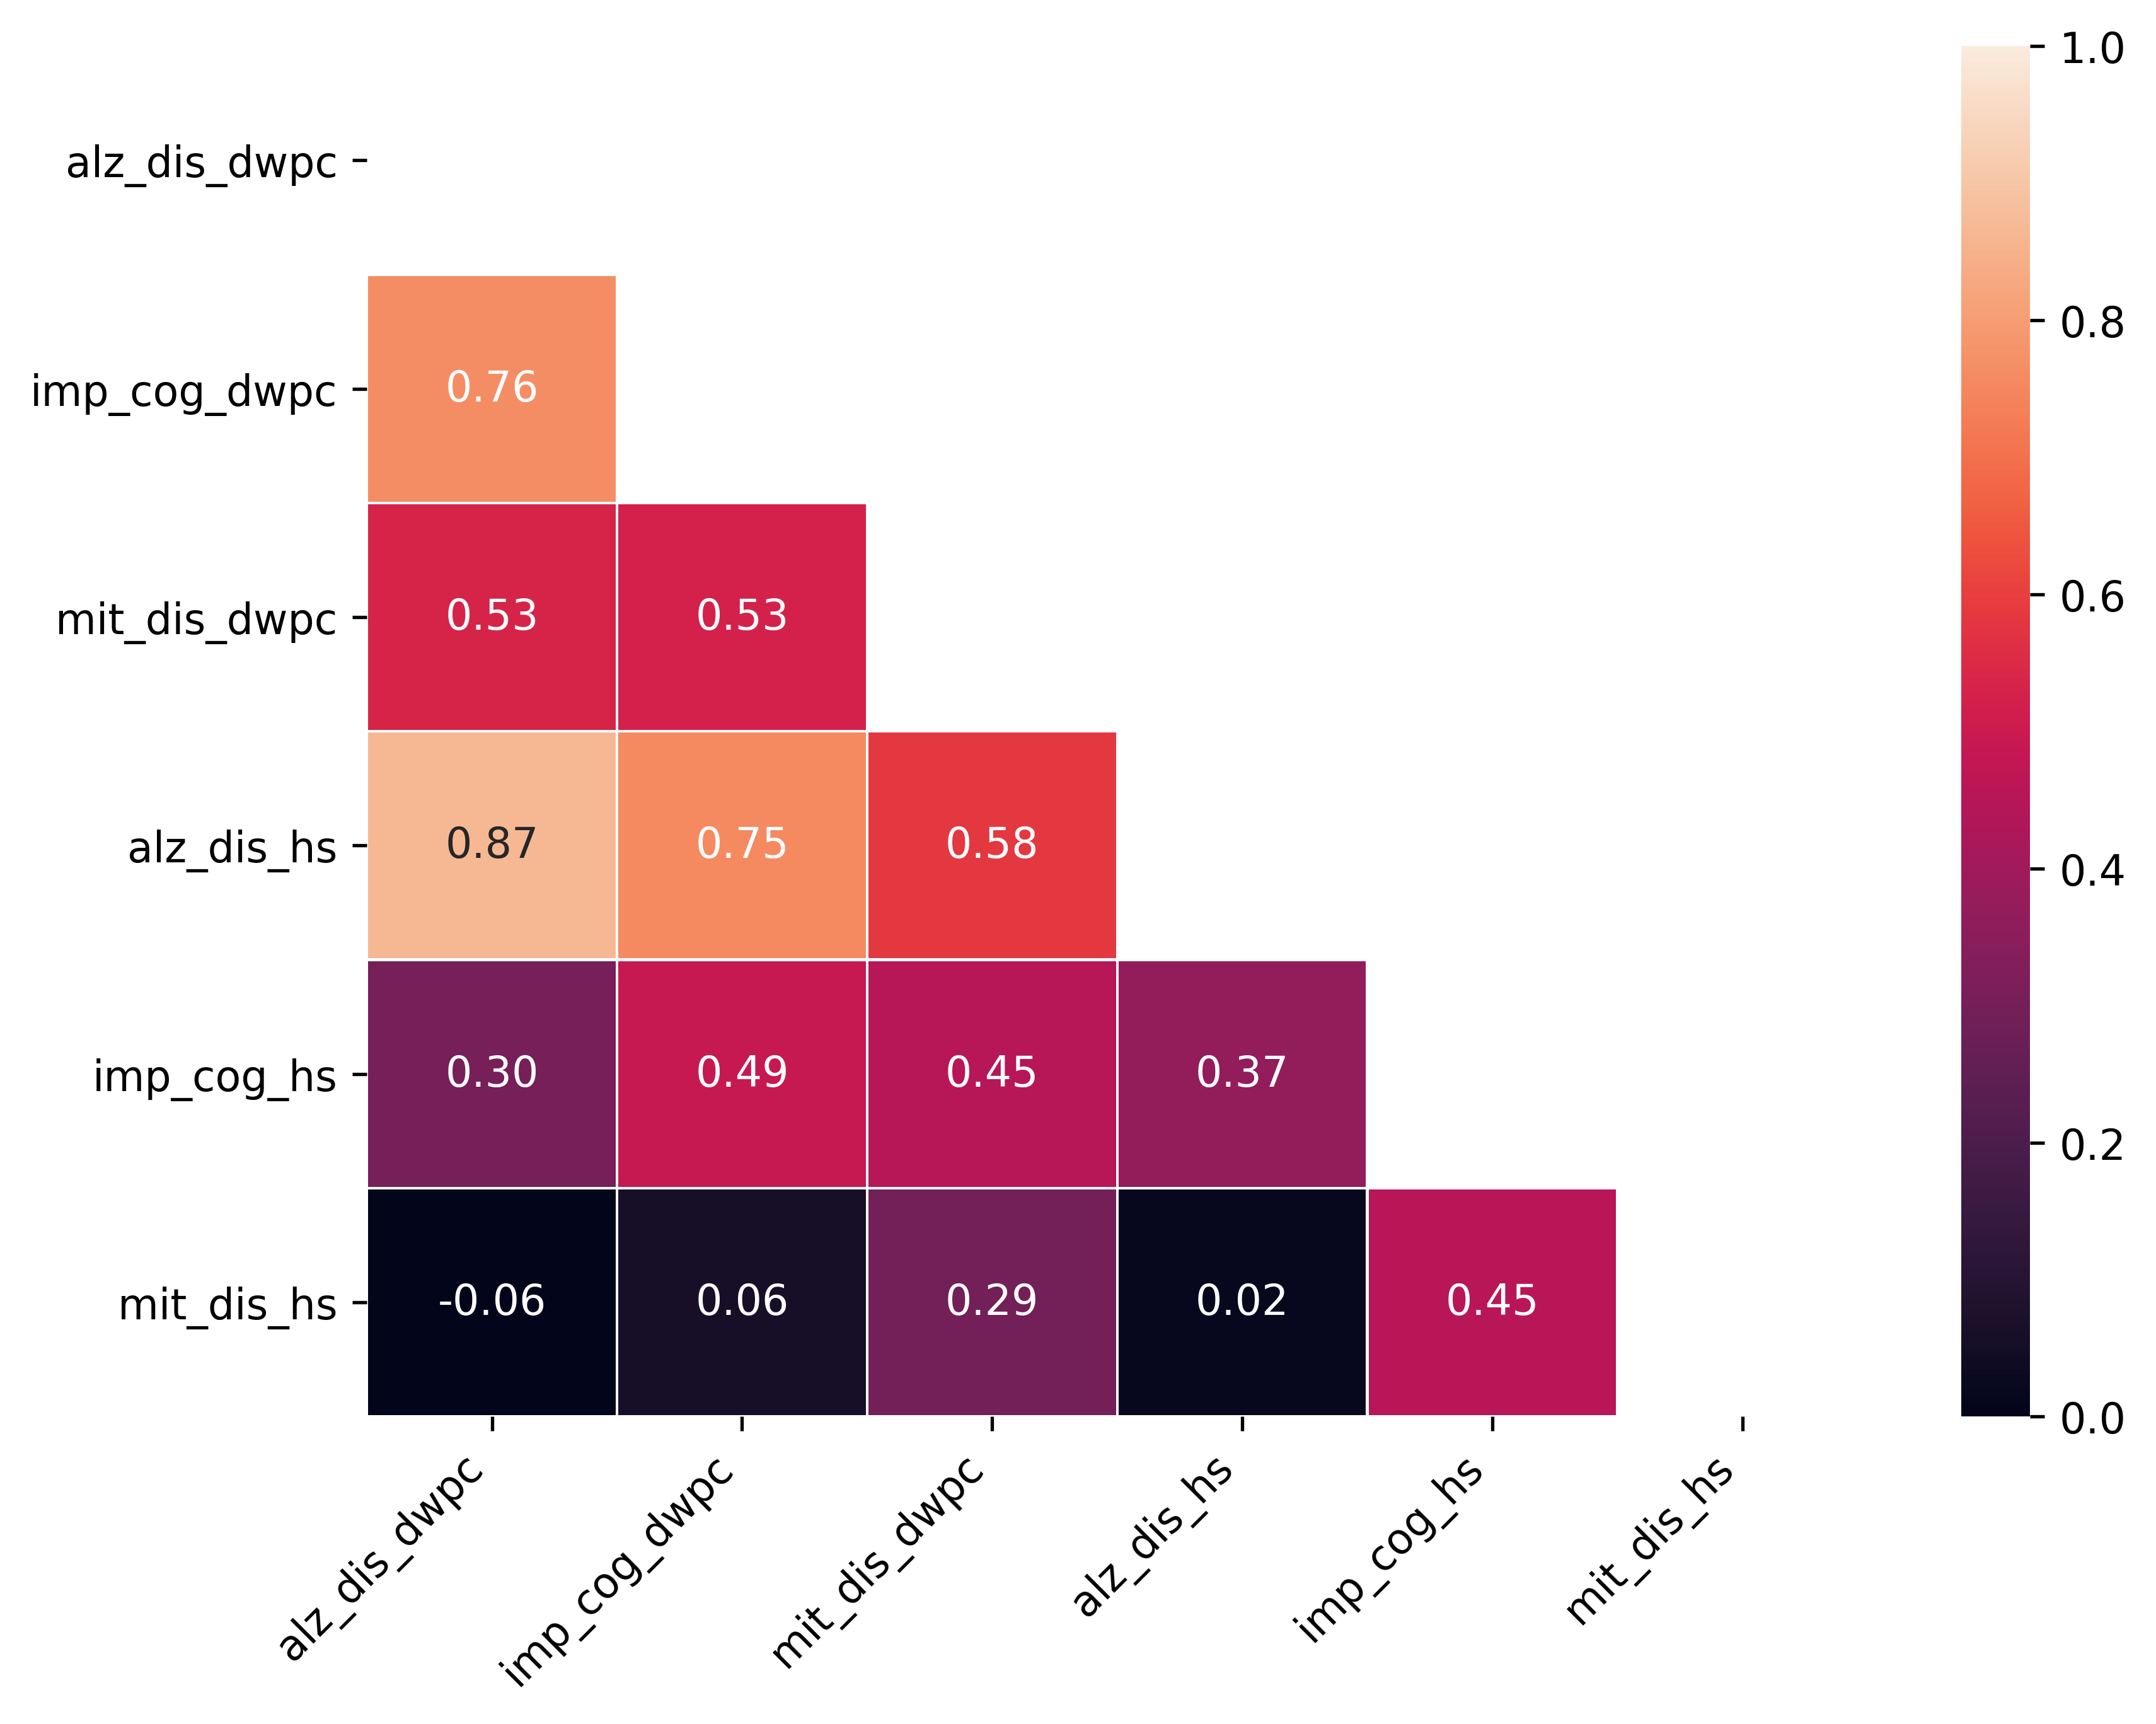 alz_dis_dwpc
imp_cog_dwpc 0.76
mit_dis_dwpc 0.53 0.53
alz_dis_hs 0.87 0.75 0.58
imp_cog_hs 0.30 0.49 0.45 0.37
mit_dis_hs -0.06 0.06 0.29 0.02 0.45
alz_dis_dwpc
imp_cog_dwpc
mit_dis_dwpc
alz_dis_hs
imp_cog_hs
mit_dis_hs
1.0
0.8
0.6
0.4
0.2
0.0